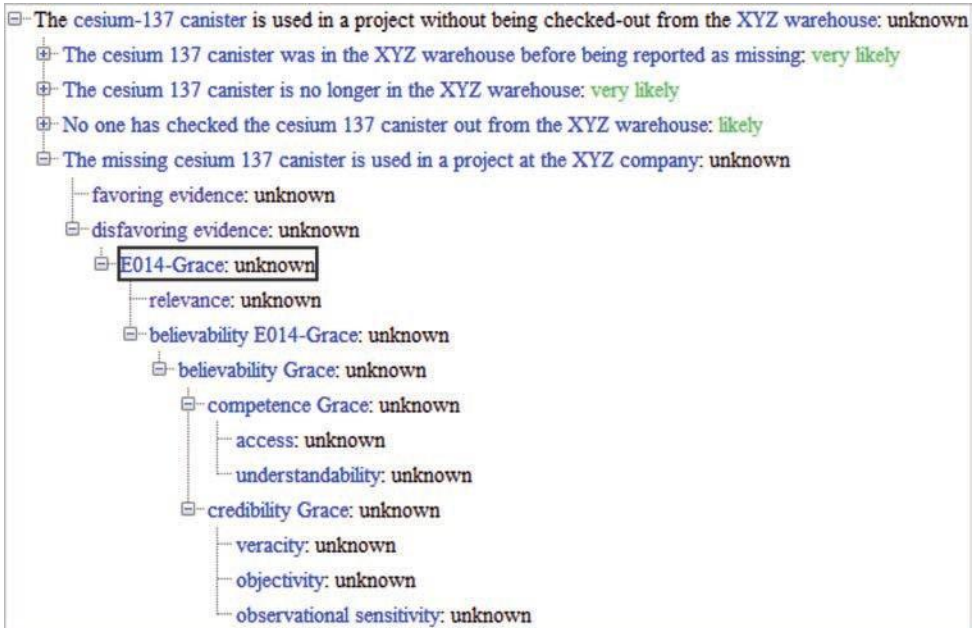 The cesium-137 canister is used in a project without being checked-out from the XYZ warehouse: unknown
The cesium 137 canister was in the XYZ warehouse before being reported as missing: very likely
The cesium 137 canister is no longer in the XYZ warehouse: very likely
No one has checked the cesium 137 canister out from the XYZ warehouse: likely
The missing cesium 137 canister is used in a project at the XYZ company: unknown
favoring evidence: unknown
disfavoring evidence: unknown
E014-Grace: unknown
relevance: unknown
believability E014-Grace: unknown
believability Grace: unknown
competence Grace: unknown
access: unknown
understandability: unknown
credibility Grace: unknown
veracity: unknown
objectivity: unknown
observational sensitivity: unknown